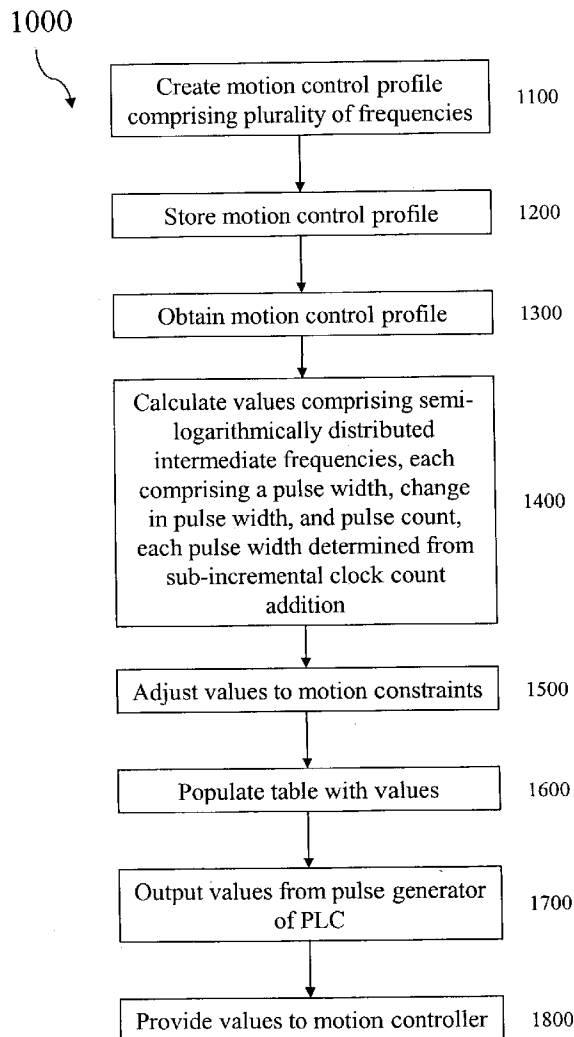 1000
Create motion control profile
comprising plurality of frequencies
1100
Store motion control profile
1200
Obtain motion control profile
1300
Calculate values comprising semi-
logarithmically distributed
intermediate frequencies, each
comprising a pulse width, change
in pulse width, and pulse count,
each pulse width determined from
sub-incremental clock count
addition
1400
Adjust values to motion constraints
1500
Populate table with values
1600
Output values from pulse generator
of PLC
1700
Provide values to motion controller
1800